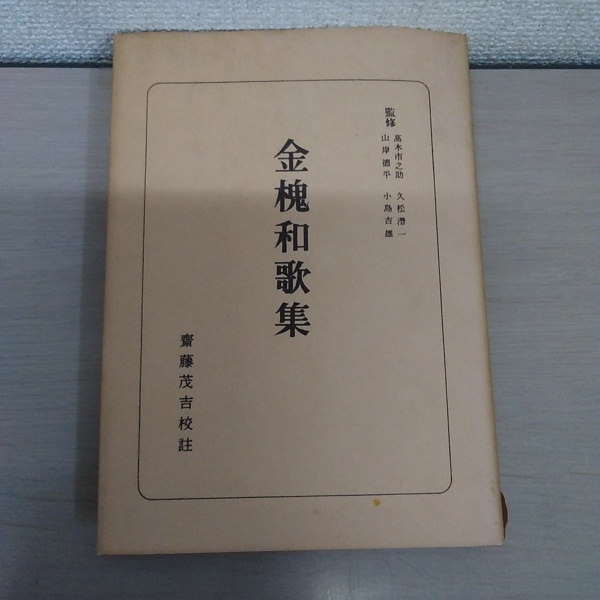 監修
高木市之助 久松潜一
山岸徳平 小島吉雄
金槐和歌集
齋藤茂吉校註